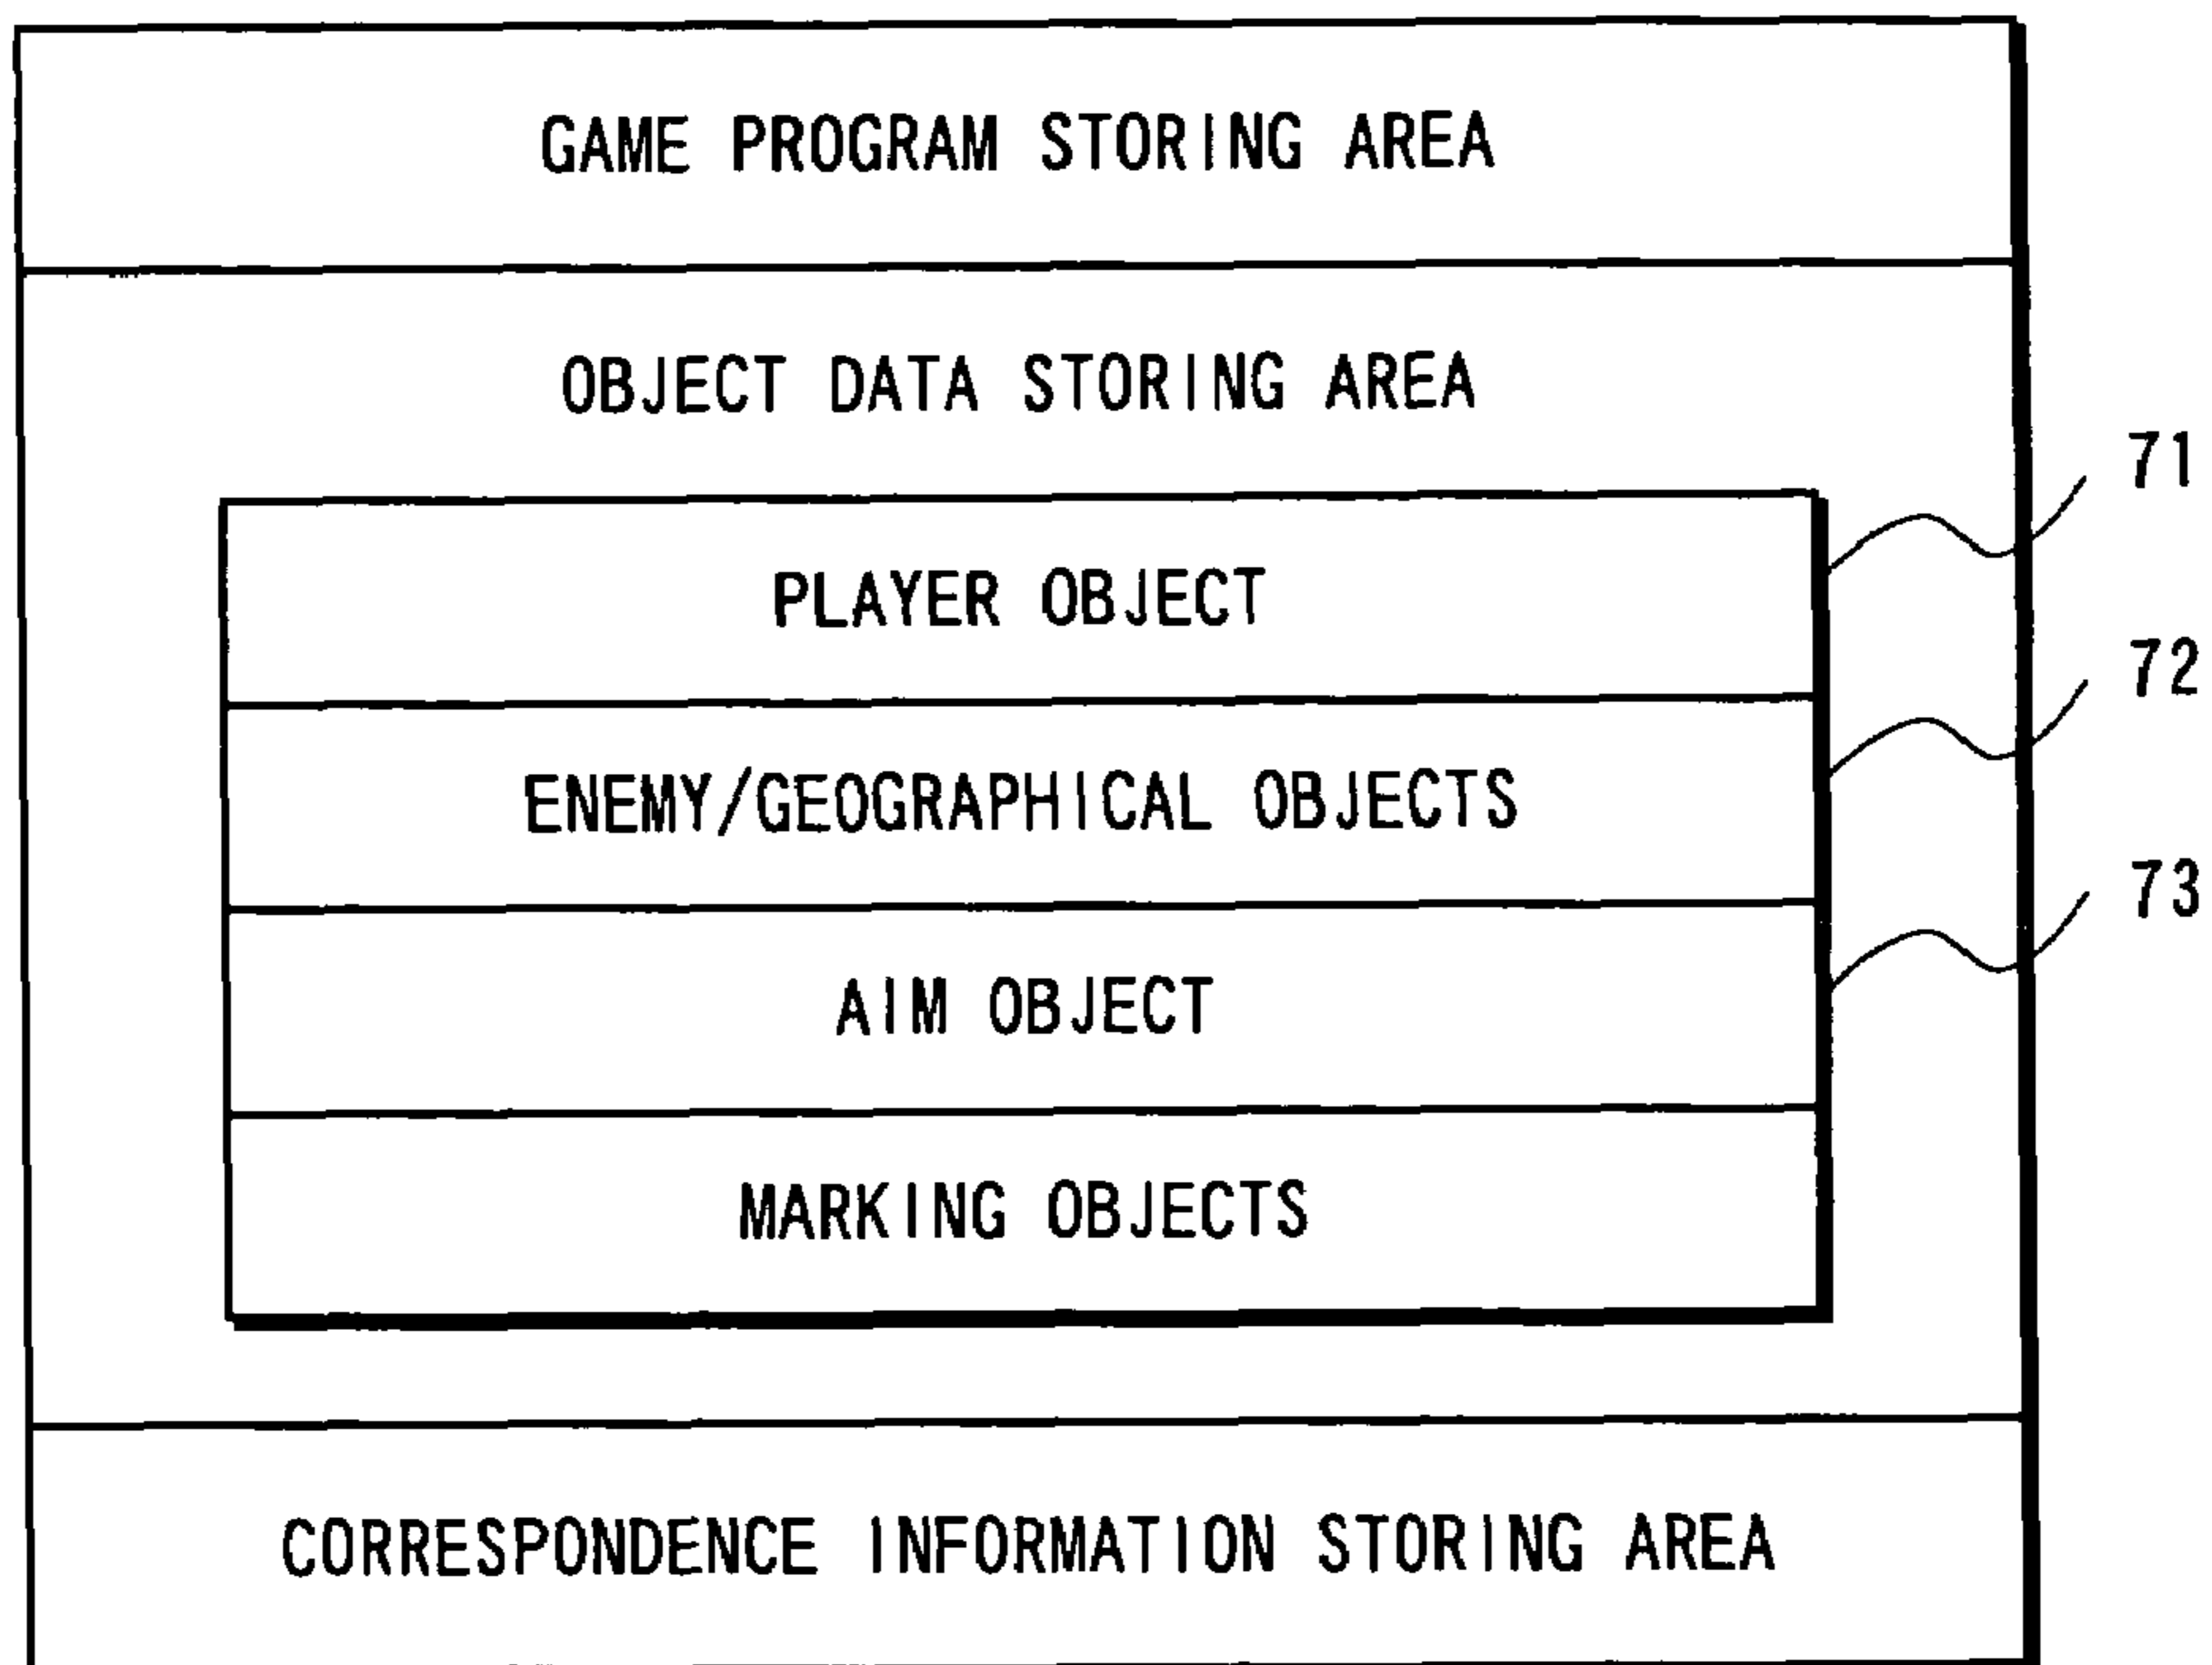 GAME PROGRAM STORING AREA
OBJECT DATA STORING AREA
71
PLAYER OBJECT
72
ENEMY/GEOGRAPHICAL OBJECTS
73
AIM OBJECT
MARKING OBJECTS
CORRESPONDENCE INFORMATION STORING AREA